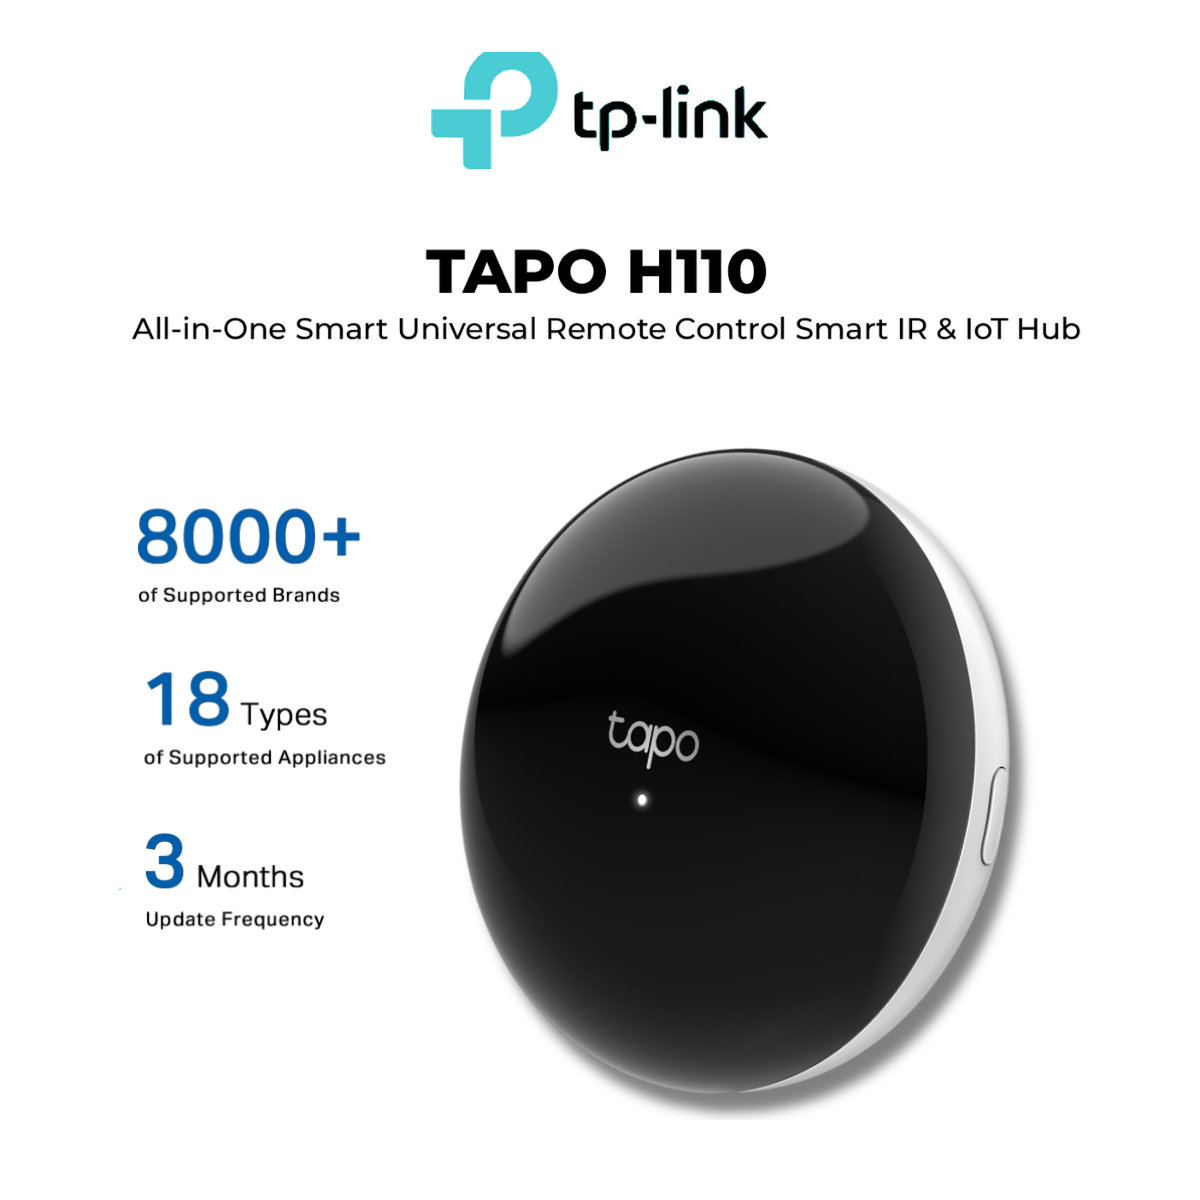 tp-link
TAPO H110
All-in-One Smart Universal Remote Control Smart IR & IoT Hub
8000+
of Supported Brands
18 Types
of Supported Appliances
3 Months
Update Frequency
tapo